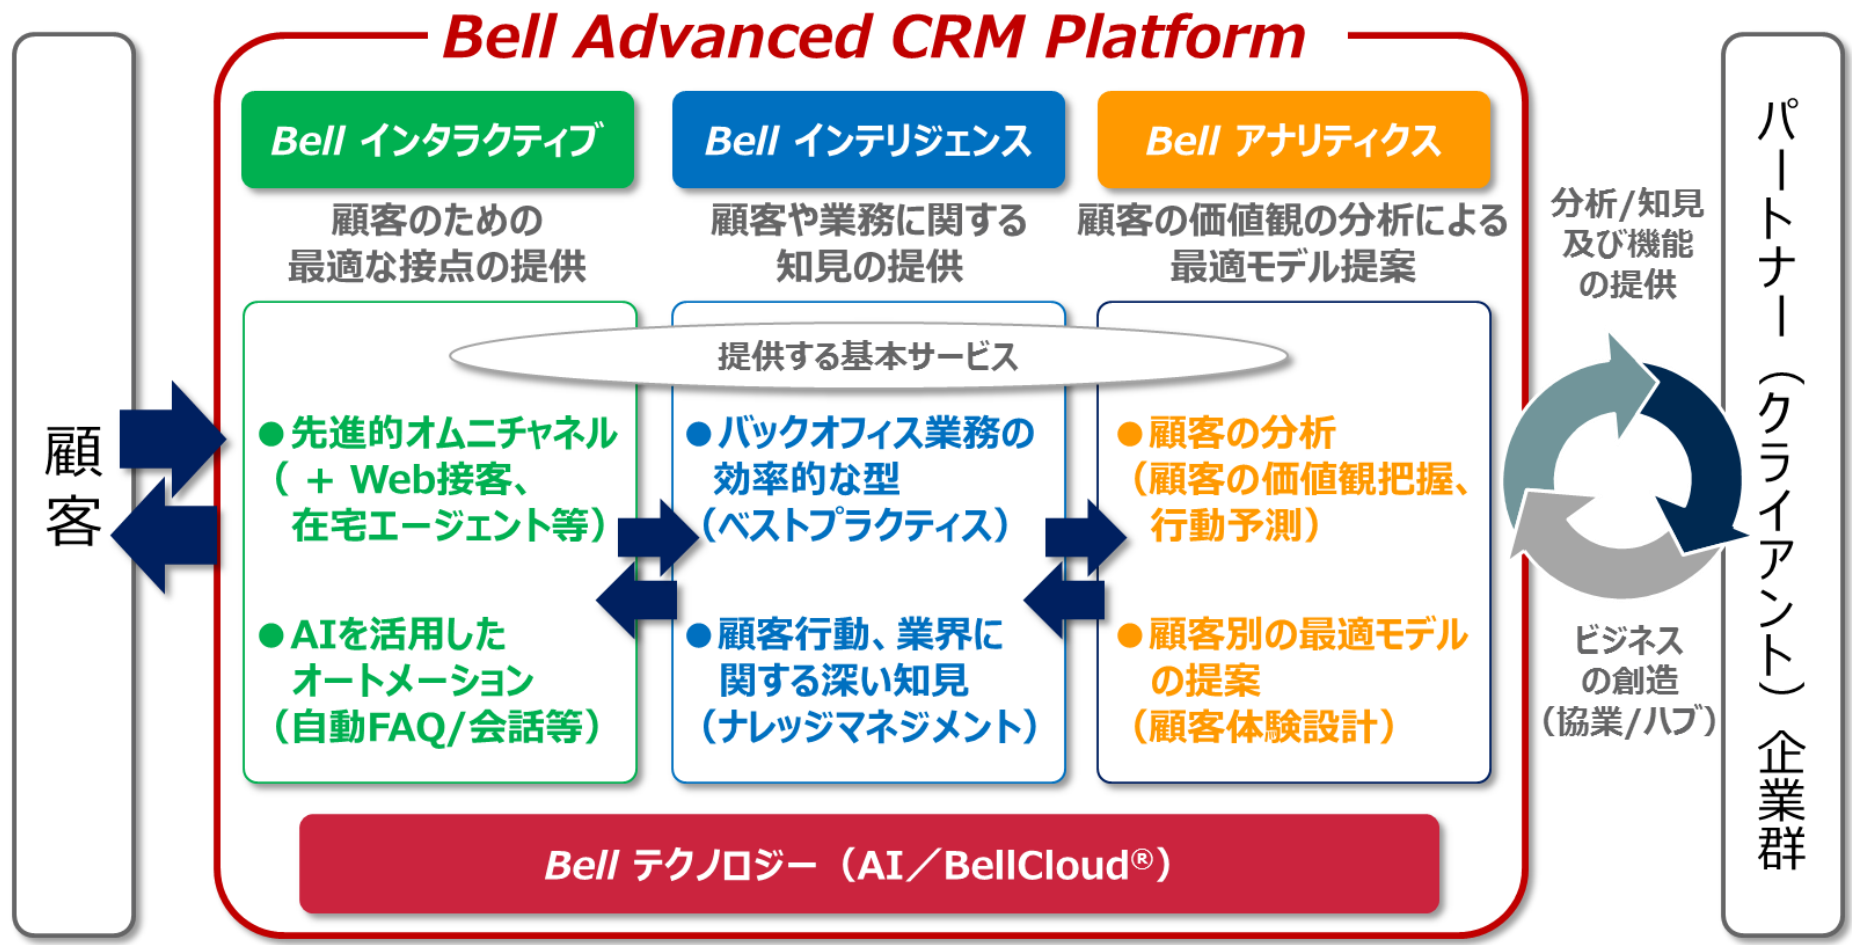 Bell Advanced CRM Platform
顧客
Bell インタラクティブ
顧客のための
最適な接点の提供
Bell インテリジェンス
顧客や業務に関する
知見の提供
Bell アナリティクス
顧客の価値観の分析による
最適モデル提案
提供する基本サービス
●先進的オムニチャネル
（ + Web接客、
在宅エージェント等）
●AIを活用した
オートメーション
（自動FAQ/会話等）
●バックオフィス業務の
効率的な型
（ベストプラクティス）
●顧客行動、業界に
関する深い知見
（ナレッジマネジメント）
●顧客の分析
（顧客の価値観把握、
行動予測）
●顧客別の最適モデル
の提案
（顧客体験設計）
Bell テクノロジー（AI／BellCloud®）
分析/知見
及び機能
の提供
ビジネス
の創造
（協業/ハブ）
パートナー（クライアント）企業群